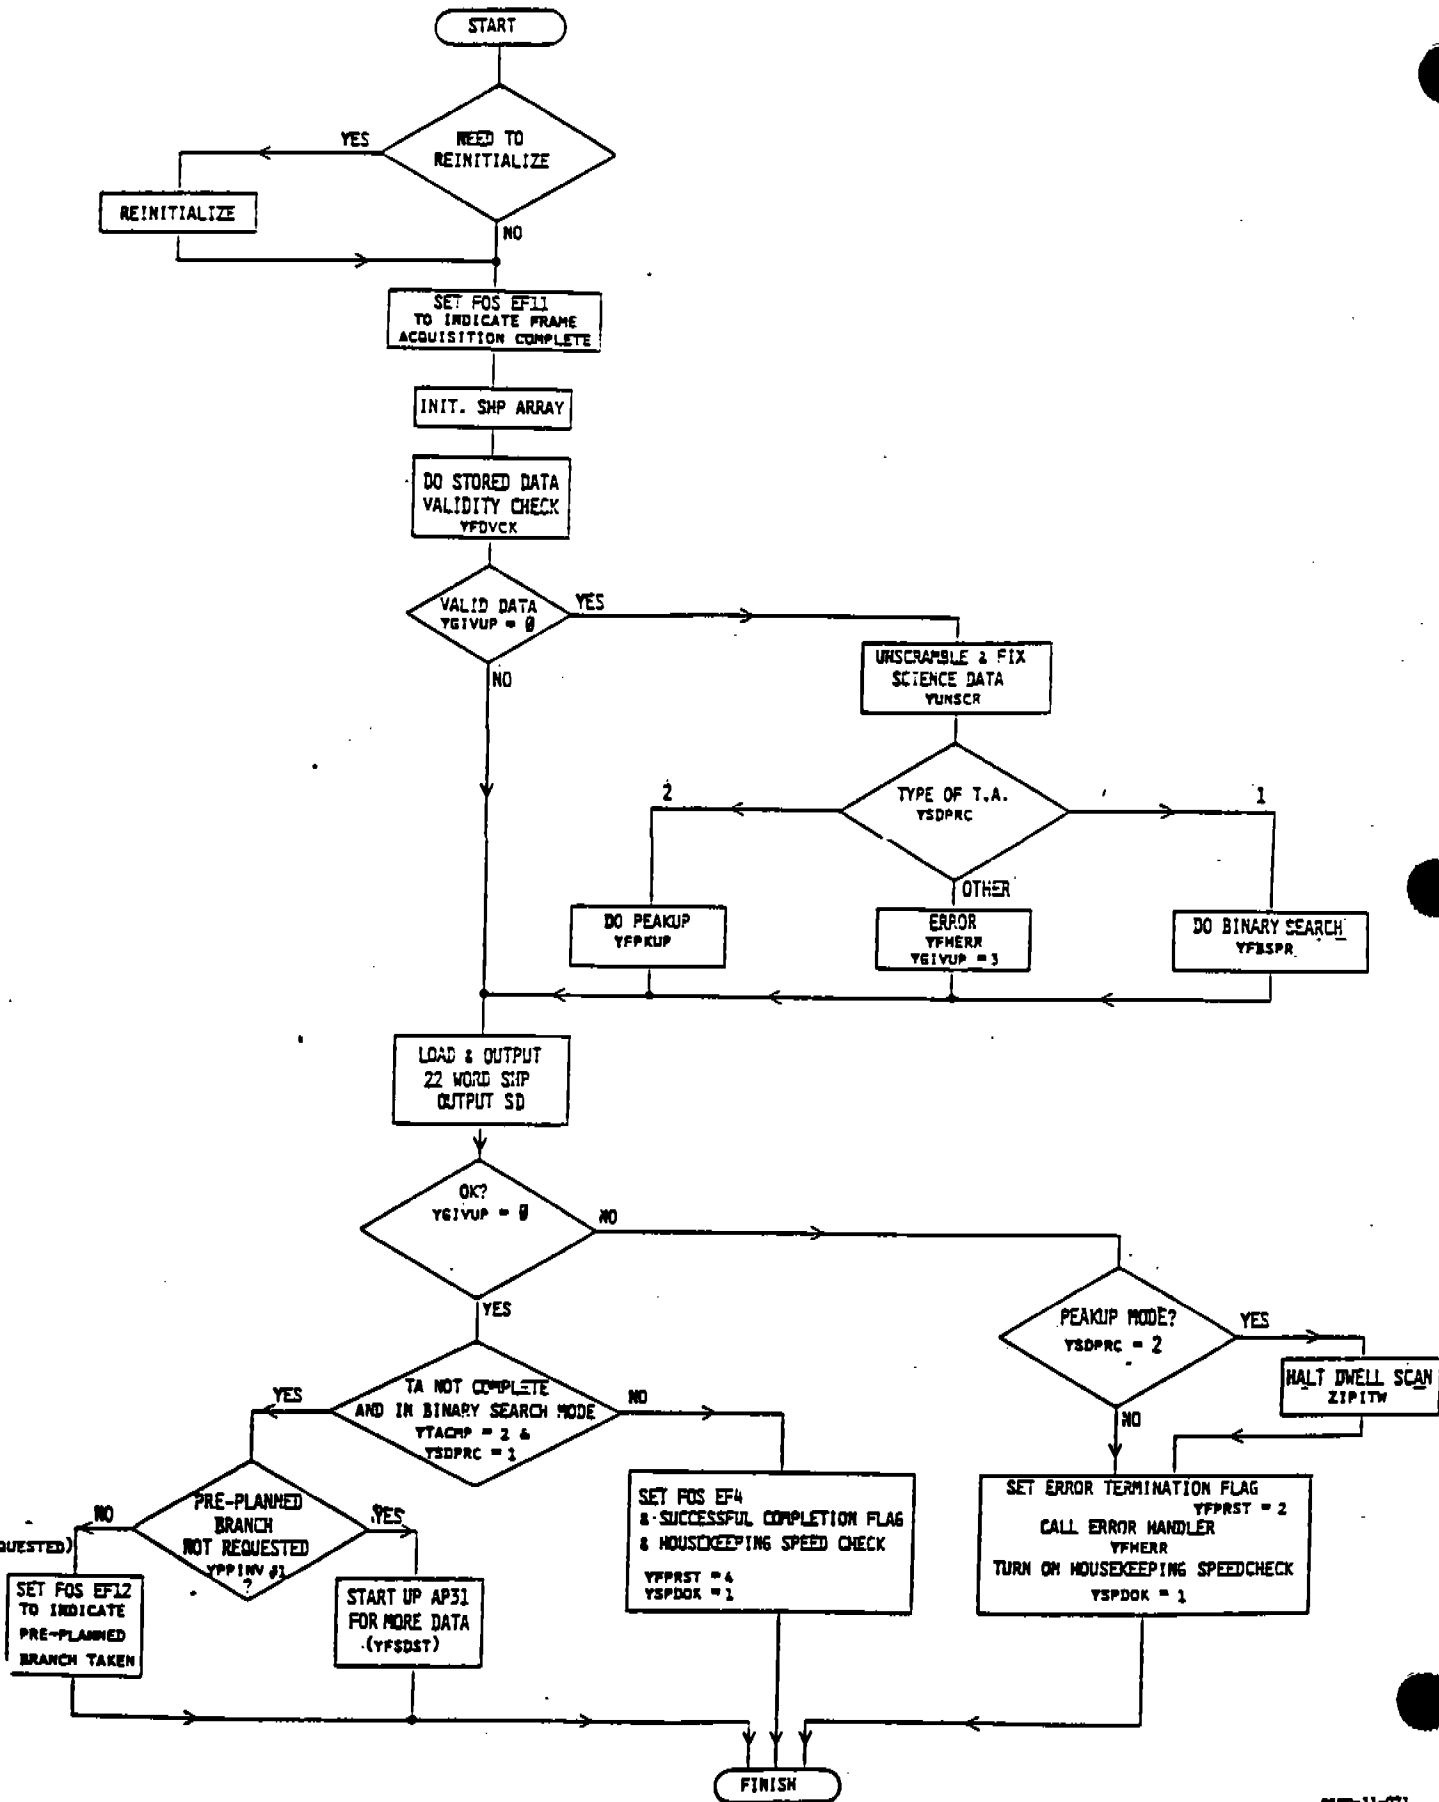 START
NEED TO
REINITIALIZE
YES
REINITIALIZE
NO
SET FOS EF11
TO INDICATE FRAME
ACQUISITION COMPLETE
INIT. SHP ARRAY
DO STORED DATA
VALIDITY CHECK
YFDVCK
VALID DATA
YGIVUP = 0
YES
NO
UNSCRAMBLE & FIX
SCIENCE DATA
YUNSCR
TYPE OF T.A.
YSDPRC
2
1
OTHER
DO PEAKUP
YFPKUP
ERROR
YFHERR
YGIVUP = 3
DO BINARY SEARCH
YFBSPR
LOAD & OUTPUT
22 WORD SHP
OUTPUT SD
OK?
YGIVUP = 0
NO
YES
PEAKUP MODE?
YSDPRC = 2
YES
HALT DWELL SCAN
ZIPITW
NO
TA NOT COMPLETE
AND IN BINARY SEARCH MODE
YTACMP = 2 &
YSDPRC = 1
YES
NO
PRE-PLANNED
BRANCH
NOT REQUESTED
YPPINV ≠1
?
NO
YES
QUESTED)
SET FOS EF12
TO INDICATE
PRE-PLANNED
BRANCH TAKEN
START UP AP31
FOR MORE DATA
(YFSDST)
SET FOS EF4
& SUCCESSFUL COMPLETION FLAG
& HOUSEKEEPING SPEED CHECK
YFPRST = 4
YSPDOK = 1
SET ERROR TERMINATION FLAG
YFPRST = 2
CALL ERROR HANDLER
YFHERR
TURN ON HOUSEKEEPING SPEEDCHECK
YSPDOK = 1
FINISH